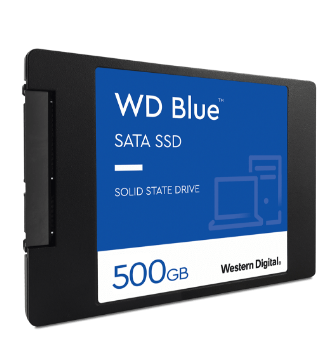 WD Blue™
SATA SSD
SOLID STATE DRIVE
500GB
Western Digital®